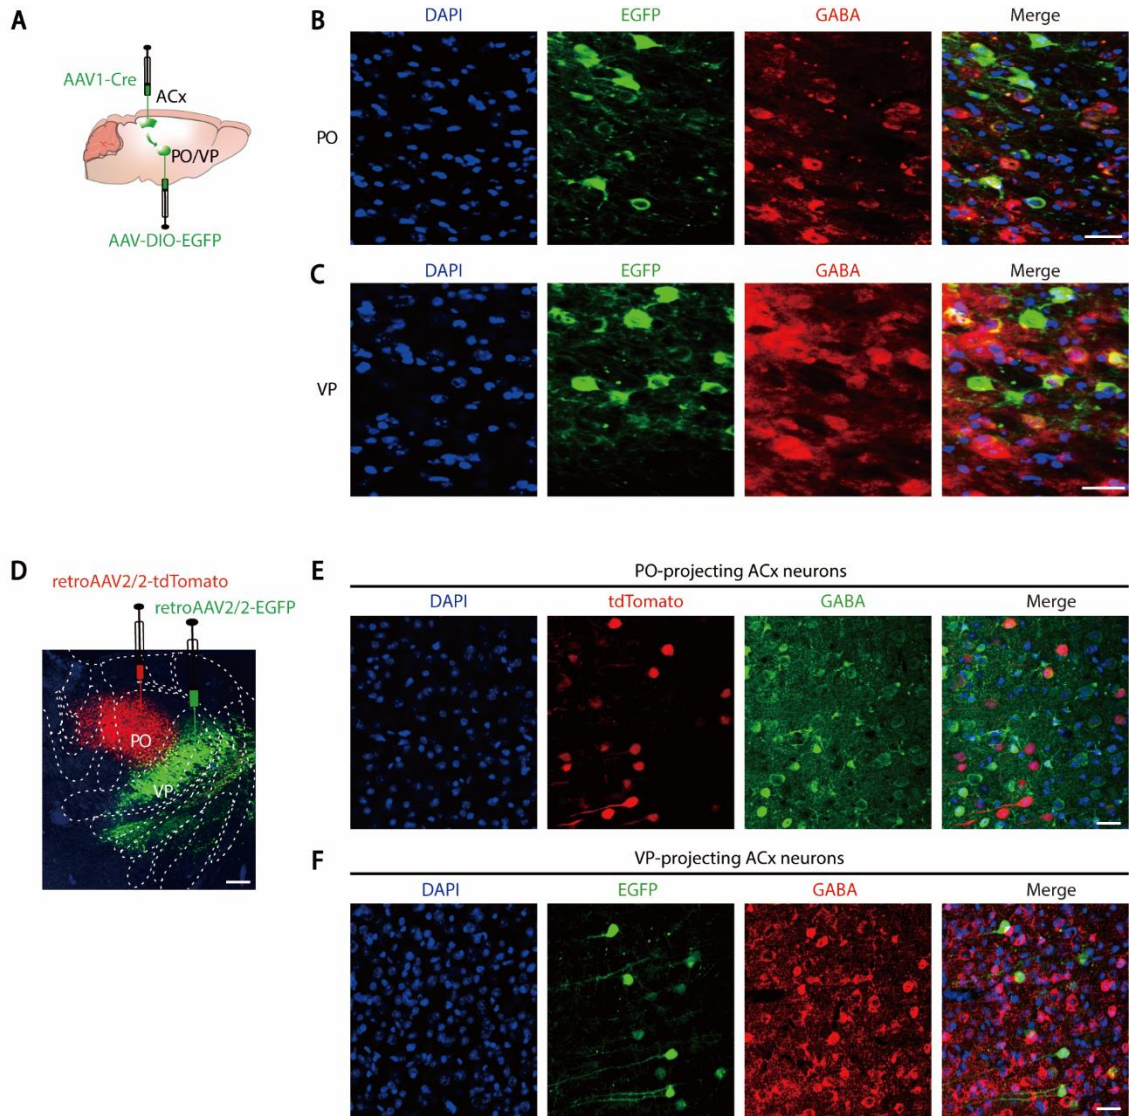 A
AAV1-Cre
ACx
PO/VP
AAV-DIO-EGFP
B
DAPI EGFP GABA Merge
PO
C
DAPI EGFP GABA Merge
VP
D
retroAAV2/2-tdTomato
retroAAV2/2-EGFP
PO
VP
E
PO-projecting ACx neurons
DAPI tdTomato GABA Merge
F
VP-projecting ACx neurons
DAPI EGFP GABA Merge